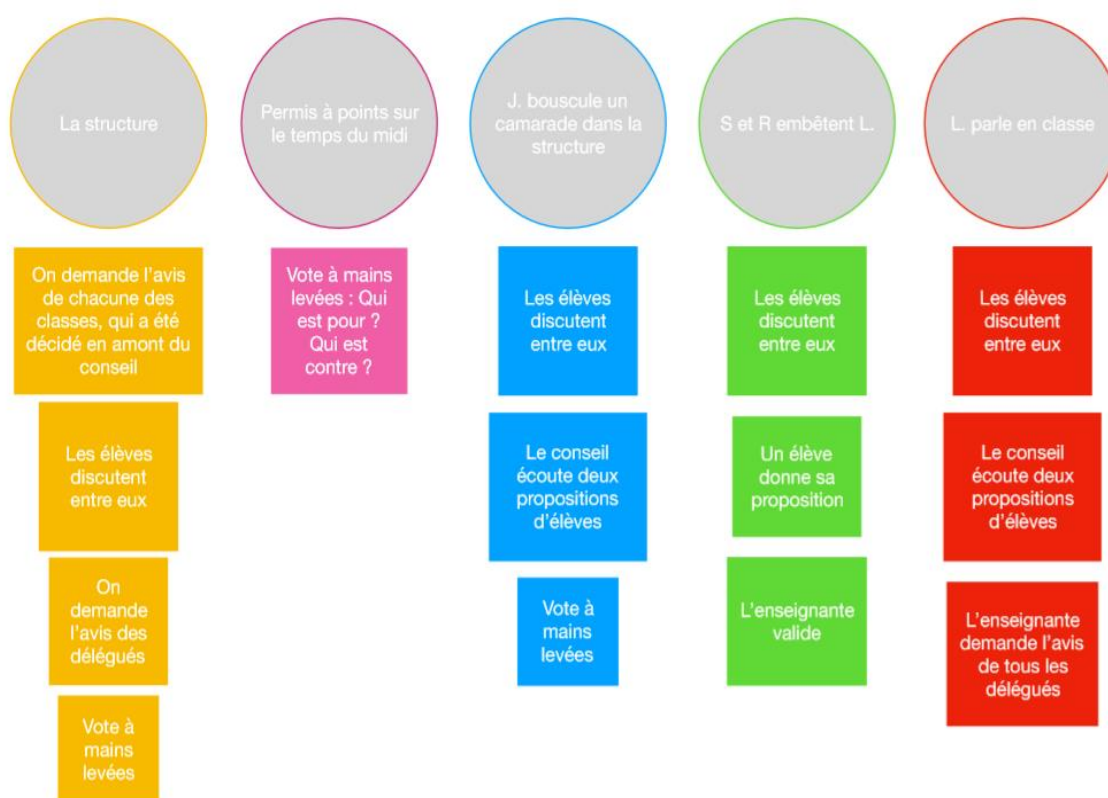 La structure
Permis à points sur
le temps du midi
J. bouscule un
camarade dans la
structure
S et R embêtent L.
L. parle en classe
On demande l'avis
de chacune des
classes, qui a été
décidé en amont du
conseil
Les élèves
discutent
entre eux
On
demande
l'avis des
délégués
Vote à
mains
levées
Vote à mains
levées : Qui
est pour ?
Qui est
contre ?
Les élèves
discutent
entre eux
Le conseil
écoute deux
propositions
d'élèves
Vote à
mains
levées
Les élèves
discutent
entre eux
Un élève
donne sa
proposition
L'enseignante
valide
Les élèves
discutent
entre eux
Le conseil
écoute deux
propositions
d'élèves
L'enseignante
demande l'avis
de tous les
délégués